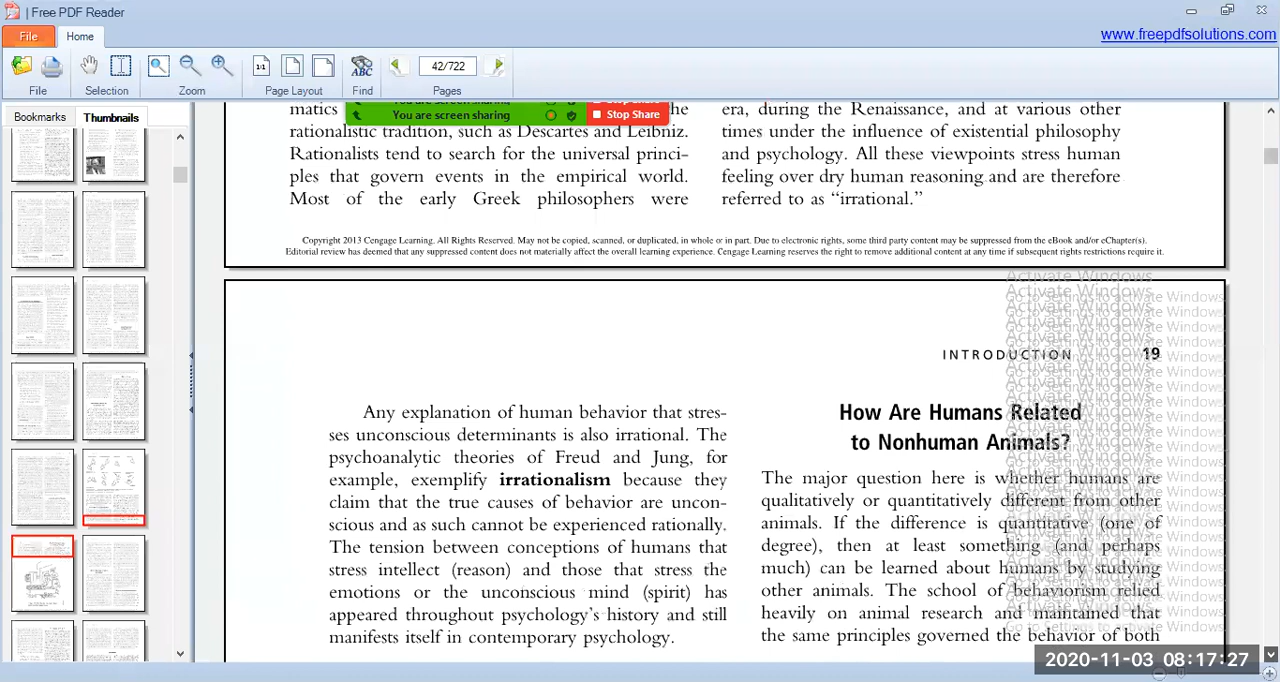 | Free PDF Reader
File
Home
www.freepdfsolutions.com
1:1
ABC
42/722
File
Selection
Zoom
Page Layout
Find
Pages
Bookmarks
Thumbnails
You are screen sharing
Stop Share
matics
rationalistic tradition, such as Descartes and Leibniz.
Rationalists tend to search for the universal princi-
ples that govern events in the empirical world.
Most of the early Greek philosophers were
era, during the Renaissance, and at various other
times under the influence of existential philosophy
and psychology. All these viewpoints stress human
feeling over dry human reasoning and are therefore
referred to as “irrational.”
Copyright 2013 Cengage Learning. All Rights Reserved. May not be copied, scanned, or duplicated, in whole or in part. Due to electronic rights, some third party content may be suppressed from the eBook and/or eChapter(s).
Editorial review has deemed that any suppressed content does not materially affect the overall learning experience. Cengage Learning reserves the right to remove additional content at any time if subsequent rights restrictions require it.
Activate Windows
Go to Settings to activate Windows.
INTRODUCTION 19
Any explanation of human behavior that stres-
ses unconscious determinants is also irrational. The
psychoanalytic theories of Freud and Jung, for
example, exemplify irrationalism because they
claim that the true causes of behavior are uncon-
scious and as such cannot be experienced rationally.
The tension between conceptions of humans that
stress intellect (reason) and those that stress the
emotions or the unconscious mind (spirit) has
appeared throughout psychology’s history and still
manifests itself in contemporary psychology.
How Are Humans Related
to Nonhuman Animals?
The major question here is whether humans are
qualitatively or quantitatively different from other
animals. If the difference is quantitative (one of
degree), then at least something (and perhaps
much) can be learned about humans by studying
other animals. The school of behaviorism relied
heavily on animal research and maintained that
the same principles governed the behavior of both
2020-11-03 08:17:27